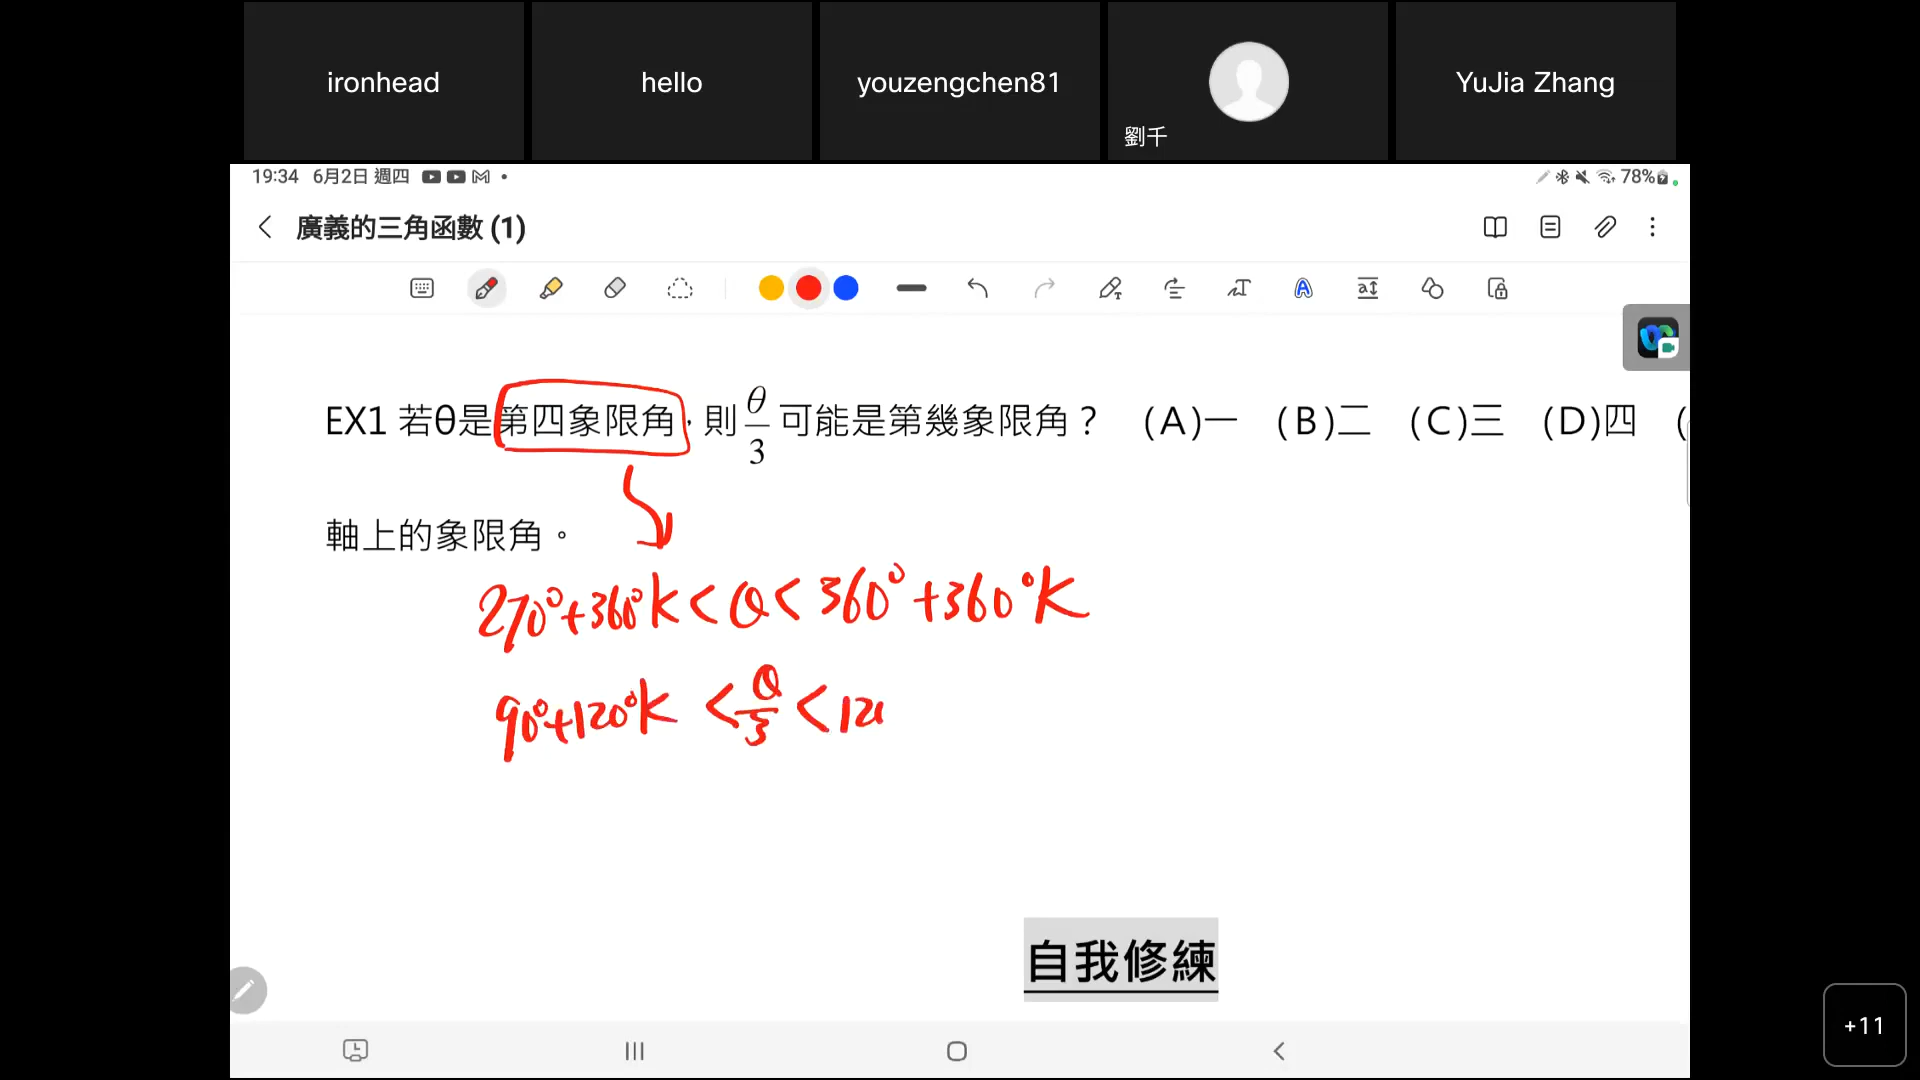 ironhead
hello
youzengchen81
劉千
YuJia Zhang
19:34 6月2日 週四
78%
廣義的三角函數 (1)
EX1 若θ是第四象限角，則 θ/3 可能是第幾象限角？ (A)一 (B)二 (C)三 (D)四 (
軸上的象限角。
270°+360°K<θ<360°+360°K
90°+120°K <θ/3<120
自我修練
+11